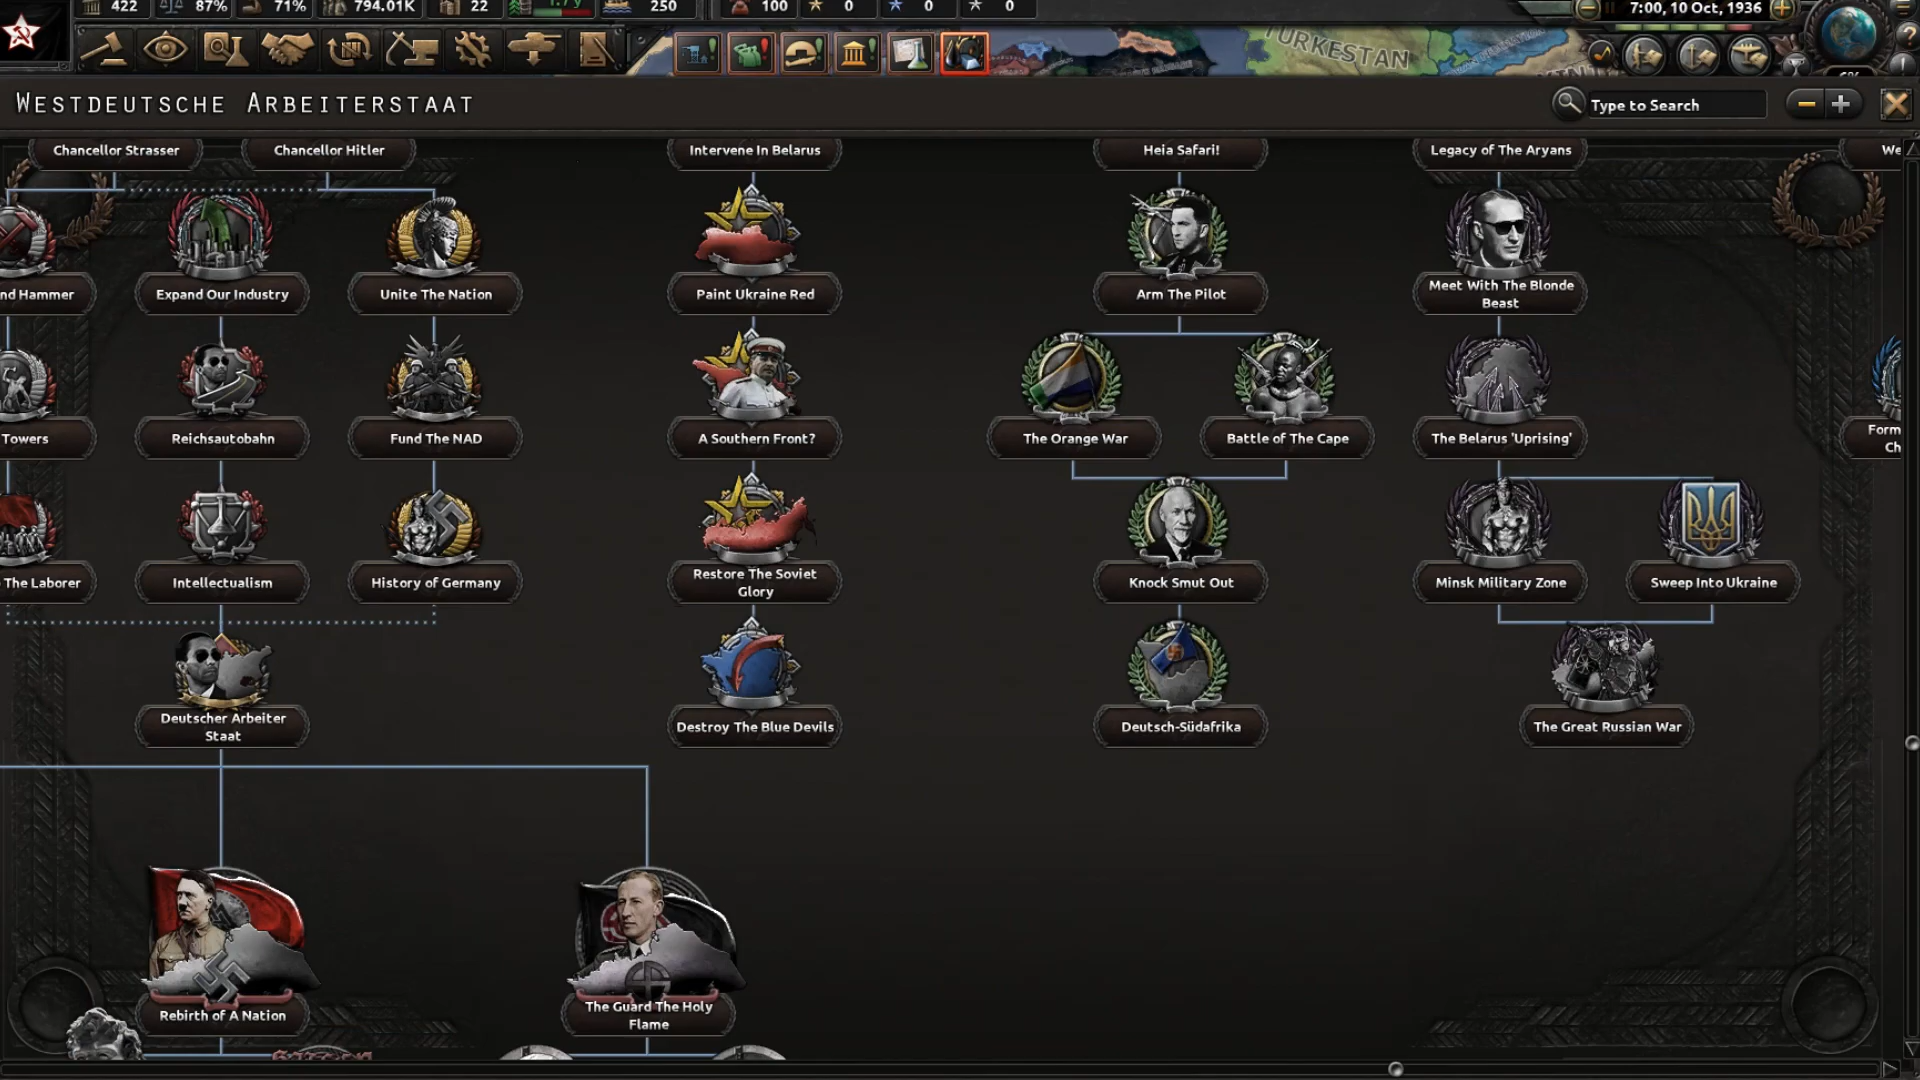 422
87%
71%
794.01K
22
250
100
0
0
0
7:00, 10 Oct, 1936
TURKESTAN
Westdeutsche Arbeiterstaat
Type to Search
Chancellor Strasser
Chancellor Hitler
Intervene In Belarus
Heia Safari!
Legacy of The Aryans
We
nd Hammer
Expand Our Industry
Unite The Nation
Paint Ukraine Red
Arm The Pilot
Meet With The Blonde
Beast
Towers
Reichsautobahn
Fund The NAD
A Southern Front?
The Orange War
Battle of The Cape
The Belarus 'Uprising'
Form
Ch
The Laborer
Intellectualism
History of Germany
Restore The Soviet
Glory
Knock Smut Out
Minsk Military Zone
Sweep Into Ukraine
Deutscher Arbeiter
Staat
Destroy The Blue Devils
Deutsch-Südafrika
The Great Russian War
Rebirth of A Nation
The Guard The Holy
Flame